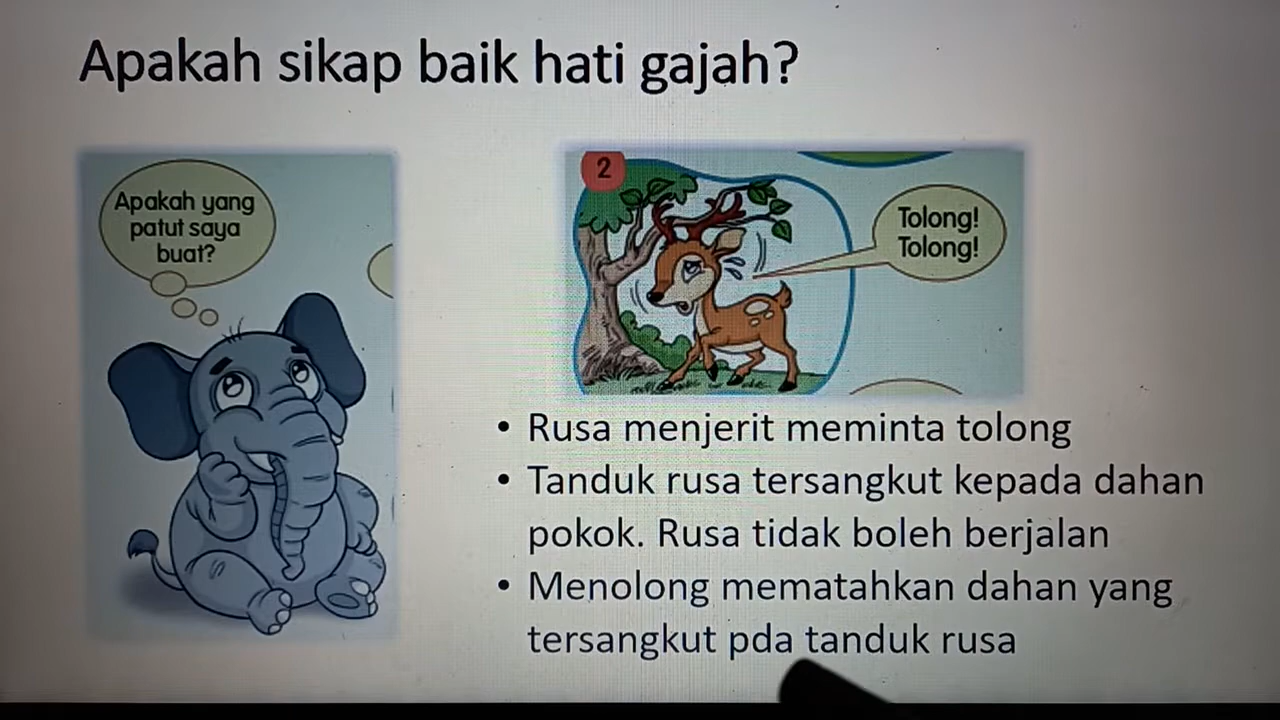 Apakah sikap baik hati gajah?
Apakah yang
patut saya
buat?
2
Tolong!
Tolong!
• Rusa menjerit meminta tolong
• Tanduk rusa tersangkut kepada dahan
pokok. Rusa tidak boleh berjalan
• Menolong mematahkan dahan yang
tersangkut pda tanduk rusa